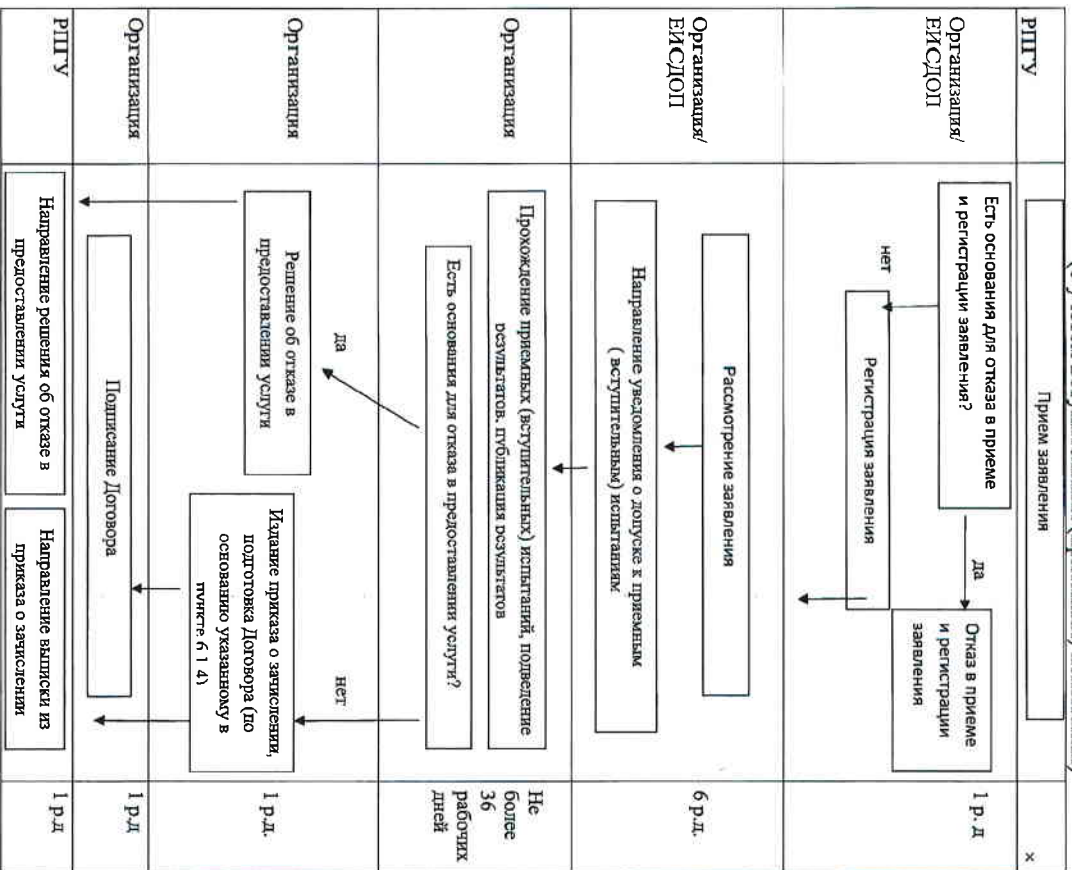 РПГУ
Прием заявления
×
Организация/
ЕИСДОП
Есть основания для отказа в приеме
и регистрации заявления?
да
Отказ в приеме
и регистрации
заявления
нет
Регистрация заявления
1 р. д
Организация/
ЕИСДОП
Рассмотрение заявления
Направление уведомления о допуске к приемным
( вступительным) испытаниям
6 р.д.
Организация
Прохождение приемных (вступительных) испытаний, подведение
результатов, публикация результатов
Есть основания для отказа в предоставлении услуги?
Не
более
36
рабочих
дней
да
нет
Организация
Решение об отказе в
предоставлении услуги
Издание приказа о зачислении,
подготовка Договора (по
основанию указанному в
пункте 6.1.4)
1 р.д.
Организация
Подписание Договора
1 р.д
РПГУ
Направление решения об отказе в
предоставлении услуги
Направление выписки из
приказа о зачислении
1 р.д